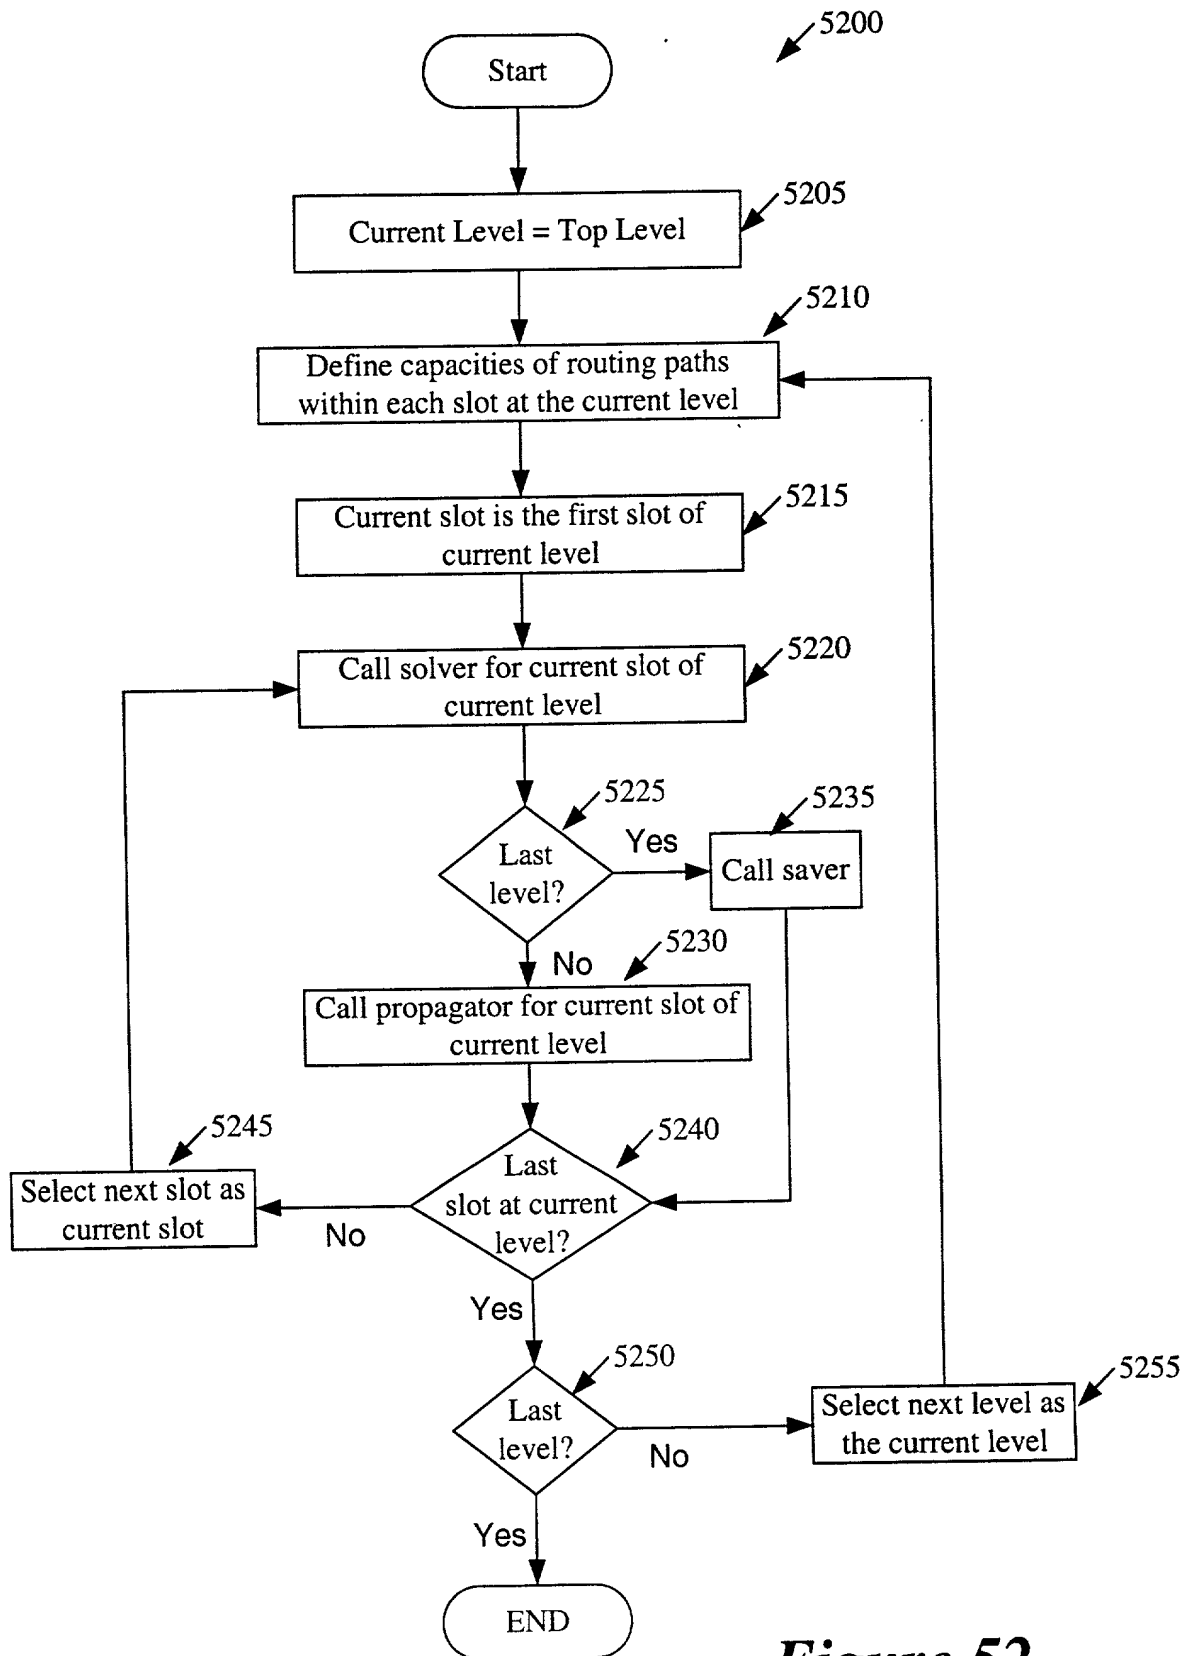 5200
Start
5205
Current Level = Top Level
5210
Define capacities of routing paths
within each slot at the current level
5215
Current slot is the first slot of
current level
5220
Call solver for current slot of
current level
5225
5235
Last
level?
Yes
Call saver
No
5230
Call propagator for current slot of
current level
5245
5240
Select next slot as
current slot
No
Last
slot at current
level?
Yes
5250
5255
Last
level?
No
Select next level as
the current level
Yes
END
Figure 52